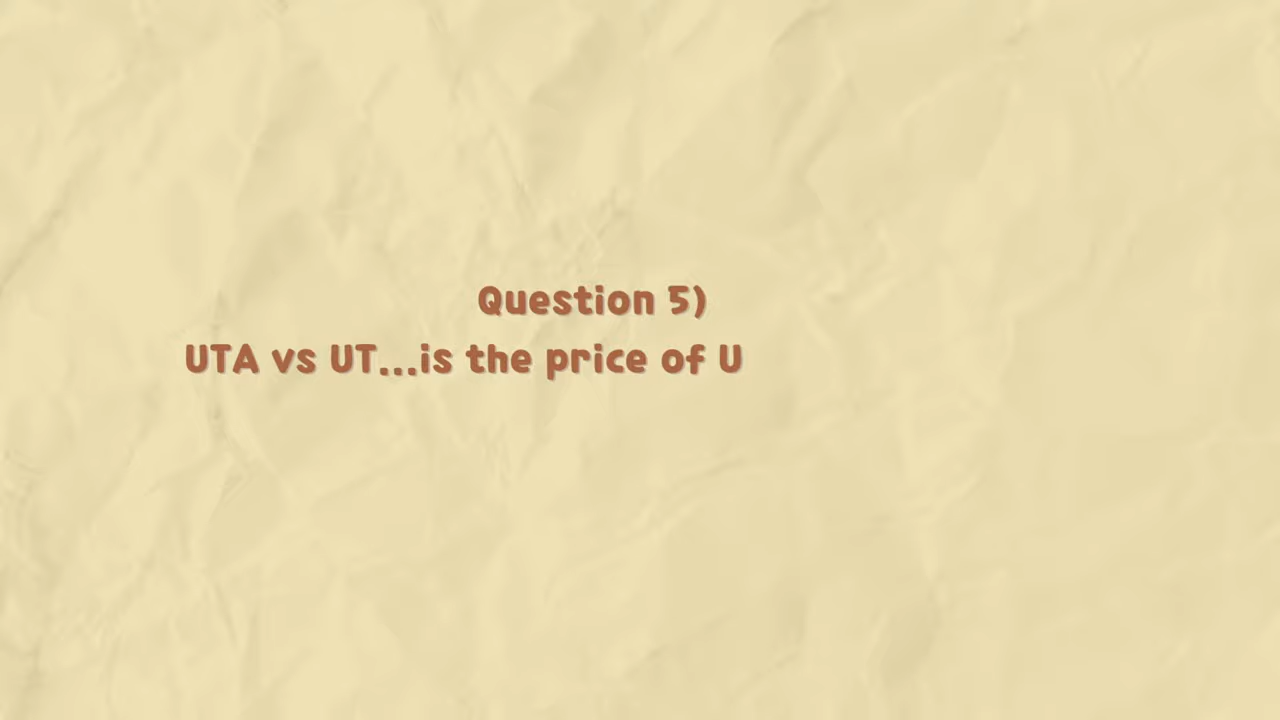 Question 5)
UTA vs UT...is the price of U